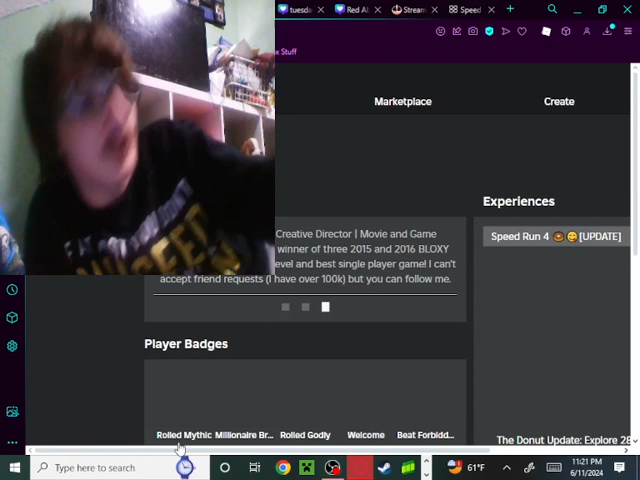 tuesda
Red Al
Stream
Speed
x Stuff
Marketplace
Create
Experiences
Speed Run 4 🍩😋[UPDATE]
Creative Director | Movie and Game
winner of three 2015 and 2016 BLOXY
evel and best single player game! I can't
accept friend requests (I have over 100k) but you can follow me.
Player Badges
Rolled Mythic
Millionaire Br...
Rolled Godly
Welcome
Beat Forbidd...
The Donut Update: Explore 28
Type here to search
61°F
11:21 PM
6/11/2024